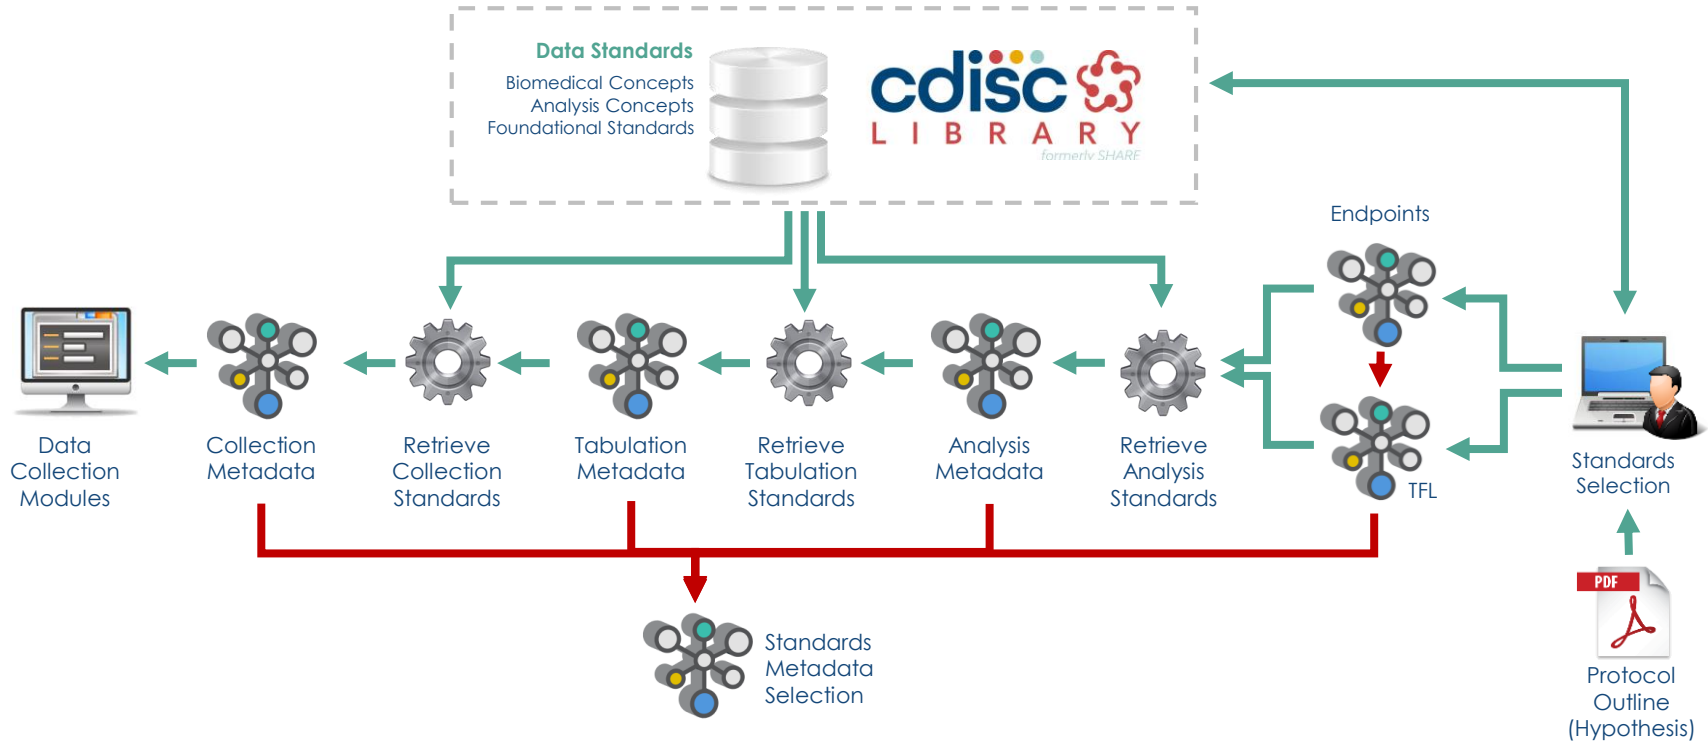 Data Standards
Biomedical Concepts
Analysis Concepts
Foundational Standards
cdisc
LIBRARY
formerly SHARE
Endpoints
TFL
Data
Collection
Modules
Collection
Metadata
Retrieve
Collection
Standards
Tabulation
Metadata
Retrieve
Tabulation
Standards
Analysis
Metadata
Retrieve
Analysis
Standards
Standards
Selection
PDF
Protocol
Outline
(Hypothesis)
Standards
Metadata
Selection